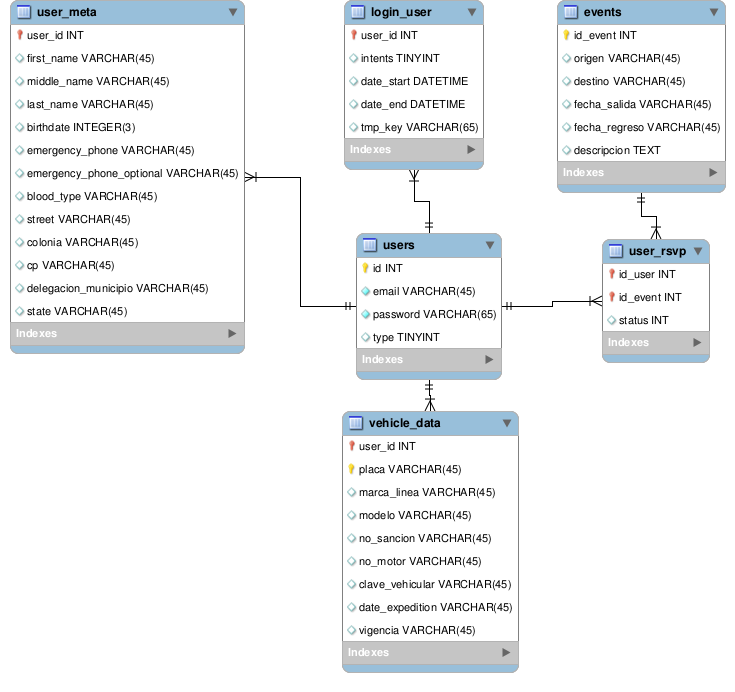 user_meta
user_id INT
first_name VARCHAR(45)
middle_name VARCHAR(45)
last_name VARCHAR(45)
birthdate INTEGER(3)
emergency_phone VARCHAR(45)
emergency_phone_optional VARCHAR(45)
blood_type VARCHAR(45)
street VARCHAR(45)
colonia VARCHAR(45)
cp VARCHAR(45)
delegacion_municipio VARCHAR(45)
state VARCHAR(45)
Indexes
login_user
user_id INT
intents TINYINT
date_start DATETIME
date_end DATETIME
tmp_key VARCHAR(65)
Indexes
events
id_event INT
origen VARCHAR(45)
destino VARCHAR(45)
fecha_salida VARCHAR(45)
fecha_regreso VARCHAR(45)
descripcion TEXT
Indexes
users
id INT
email VARCHAR(45)
password VARCHAR(65)
type TINYINT
Indexes
user_rsvp
id_user INT
id_event INT
status INT
Indexes
vehicle_data
user_id INT
placa VARCHAR(45)
marca_linea VARCHAR(45)
modelo VARCHAR(45)
no_sancion VARCHAR(45)
no_motor VARCHAR(45)
clave_vehicular VARCHAR(45)
date_expedition VARCHAR(45)
vigencia VARCHAR(45)
Indexes